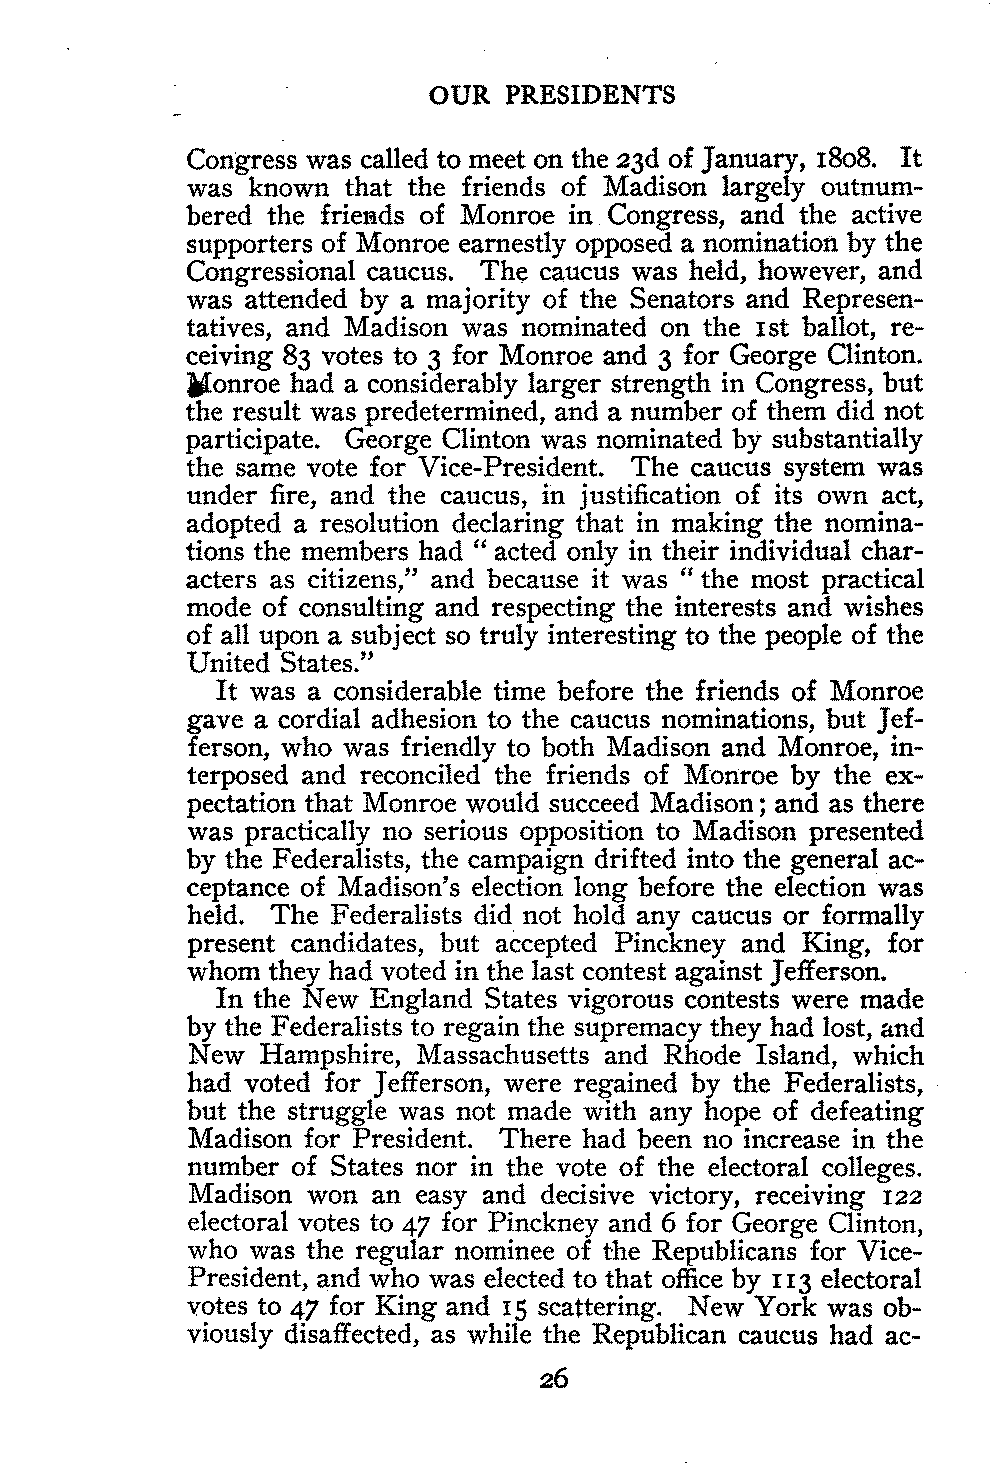 OUR PRESIDENTS
Congress was called to meet on the 23d of January, 1808. It
was known that the friends of Madison largely outnum-
bered the friends of Monroe in Congress, and the active
supporters of Monroe earnestly opposed a nomination by the
Congressional caucus. The caucus was held, however, and
was attended by a majority of the Senators and Represen-
tatives, and Madison was nominated on the 1st ballot, re-
ceiving 83 votes to 3 for Monroe and 3 for George Clinton.
Monroe had a considerably larger strength in Congress, but
the result was predetermined, and a number of them did not
participate. George Clinton was nominated by substantially
the same vote for Vice-President. The caucus system was
under fire, and the caucus, in justification of its own act,
adopted a resolution declaring that in making the nomina-
tions the members had " acted only in their individual char-
acters as citizens," and because it was " the most practical
mode of consulting and respecting the interests and wishes
of all upon a subject so truly interesting to the people of the
United States."
It was a considerable time before the friends of Monroe
gave a cordial adhesion to the caucus nominations, but Jef-
ferson, who was friendly to both Madison and Monroe, in-
terposed and reconciled the friends of Monroe by the ex-
pectation that Monroe would succeed Madison; and as there
was practically no serious opposition to Madison presented
by the Federalists, the campaign drifted into the general ac-
ceptance of Madison's election long before the election was
held. The Federalists did not hold any caucus or formally
present candidates, but accepted Pinckney and King, for
whom they had voted in the last contest against Jefferson.
In the New England States vigorous contests were made
by the Federalists to regain the supremacy they had lost, and
New Hampshire, Massachusetts and Rhode Island, which
had voted for Jefferson, were regained by the Federalists,
but the struggle was not made with any hope of defeating
Madison for President. There had been no increase in the
number of States nor in the vote of the electoral colleges.
Madison won an easy and decisive victory, receiving 122
electoral votes to 47 for Pinckney and 6 for George Clinton,
who was the regular nominee of the Republicans for Vice-
President, and who was elected to that office by 113 electoral
votes to 47 for King and 15 scattering. New York was ob-
viously disaffected, as while the Republican caucus had ac-
26